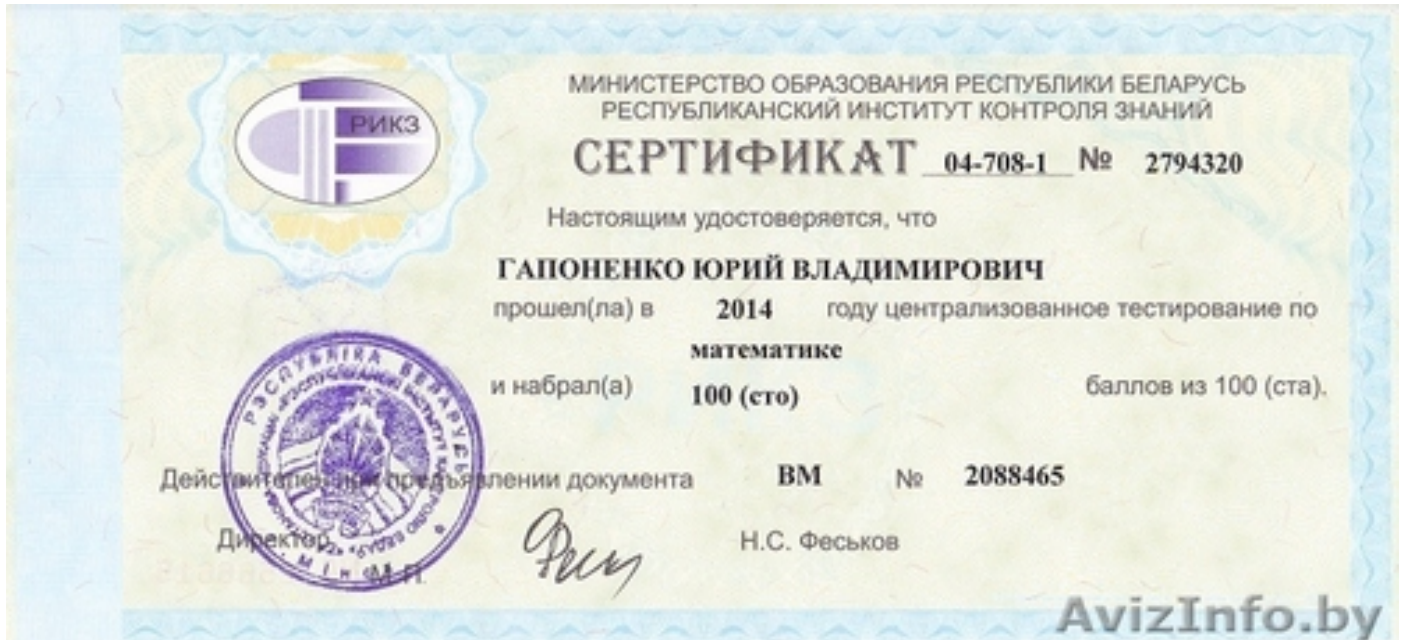 РИКЗ
МИНИСТЕРСТВО ОБРАЗОВАНИЯ РЕСПУБЛИКИ БЕЛАРУСЬ
РЕСПУБЛИКАНСКИЙ ИНСТИТУТ КОНТРОЛЯ ЗНАНИЙ
СЕРТИФИКАТ 04-708-1 № 2794320
Настоящим удостоверяется, что
ГАПОНЕНКО ЮРИЙ ВЛАДИМИРОВИЧ
прошел(ла) в 2014 году централизованное тестирование по
математике
и набрал(а) 100 (сто) баллов из 100 (ста).
РЭСПУБЛІКА БЕЛАРУСЬ
Действителен при предъявлении документа ВМ № 2088465
Директор Н.С. Феськов
М.П.
AvizInfo.by